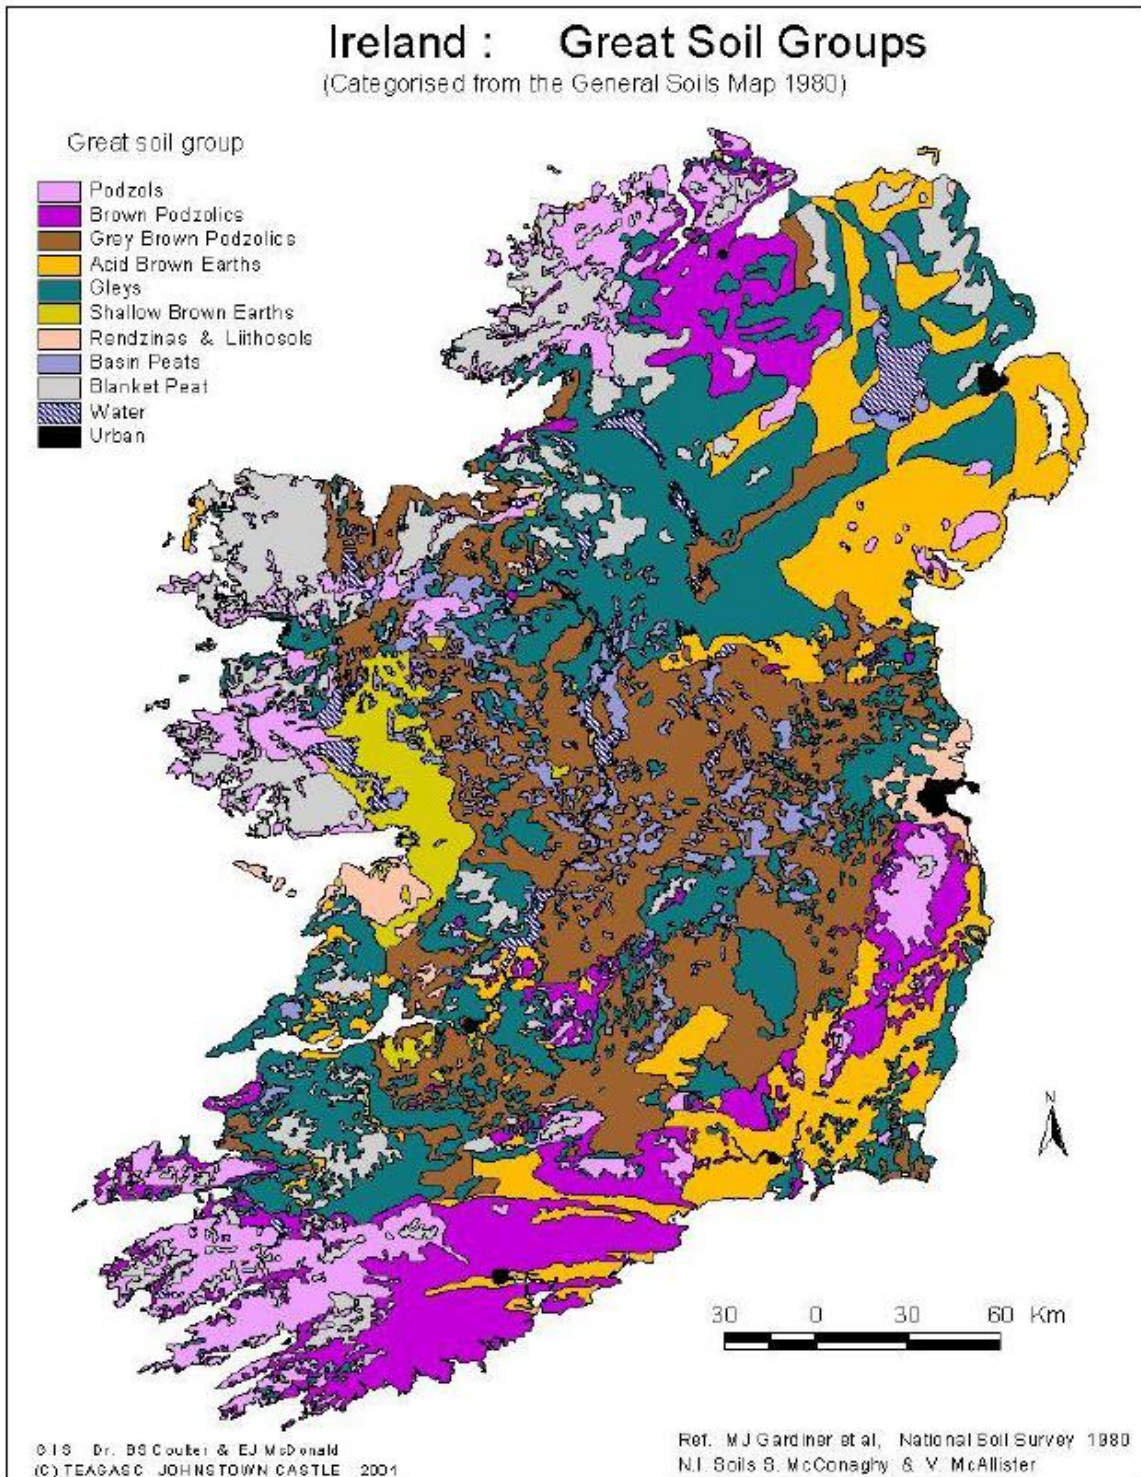 Ireland : Great Soil Groups
(Categorised from the General Soils Map 1980)
Great soil group
Podzols
Brown Podzolics
Grey Brown Podzolics
Acid Brown Earths
Gleys
Shallow Brown Earths
Rendzinas & Liithosols
Basin Peats
Blanket Peat
Water
Urban
N
30 0 30 60 Km
GIS Dr. BS Coulter & EJ McDonald
(C) TEAGASC JOHNSTOWN CASTLE 2001
Ref. MJ Gardiner et al, National Soil Survey 1980
N.I. Soils S. McConaghy & V. McAllister